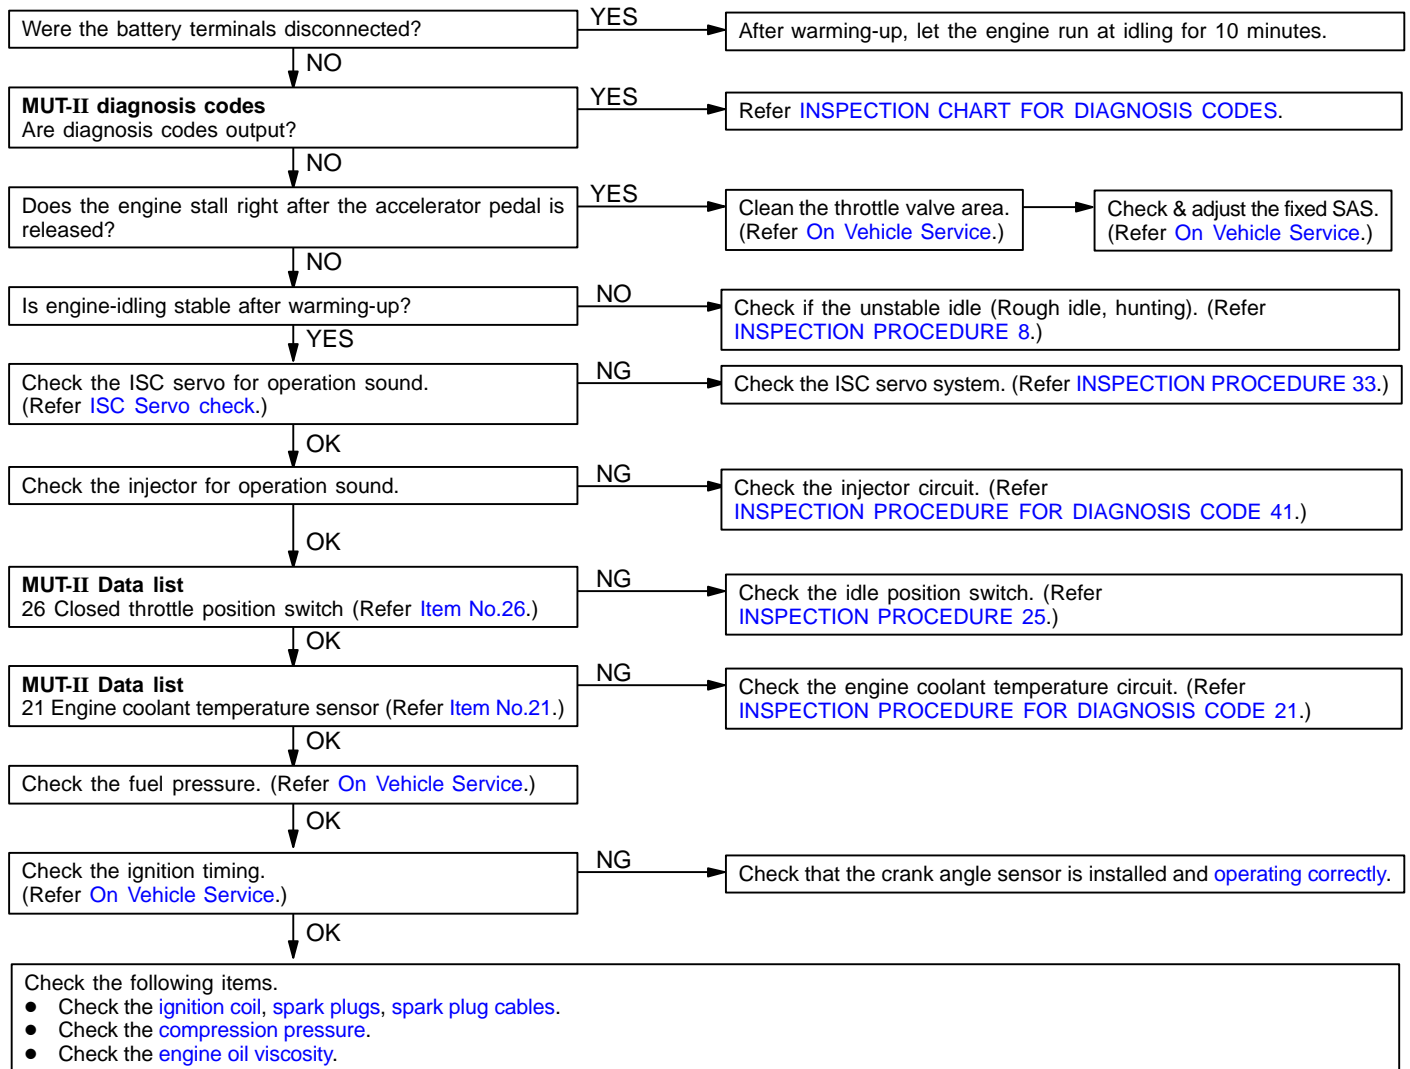 Were the battery terminals disconnected?
YES
After warming-up, let the engine run at idling for 10 minutes.
NO
MUT-II diagnosis codes
Are diagnosis codes output?
YES
Refer INSPECTION CHART FOR DIAGNOSIS CODES.
NO
Does the engine stall right after the accelerator pedal is
released?
YES
Clean the throttle valve area.
(Refer On Vehicle Service.)
Check & adjust the fixed SAS.
(Refer On Vehicle Service.)
NO
Is engine-idling stable after warming-up?
NO
Check if the unstable idle (Rough idle, hunting). (Refer
INSPECTION PROCEDURE 8.)
YES
Check the ISC servo for operation sound.
(Refer ISC Servo check.)
NG
Check the ISC servo system. (Refer INSPECTION PROCEDURE 33.)
OK
Check the injector for operation sound.
NG
Check the injector circuit. (Refer
INSPECTION PROCEDURE FOR DIAGNOSIS CODE 41.)
OK
MUT-II Data list
26 Closed throttle position switch (Refer Item No.26.)
NG
Check the idle position switch. (Refer
INSPECTION PROCEDURE 25.)
OK
MUT-II Data list
21 Engine coolant temperature sensor (Refer Item No.21.)
NG
Check the engine coolant temperature circuit. (Refer
INSPECTION PROCEDURE FOR DIAGNOSIS CODE 21.)
OK
Check the fuel pressure. (Refer On Vehicle Service.)
OK
Check the ignition timing.
(Refer On Vehicle Service.)
NG
Check that the crank angle sensor is installed and operating correctly.
OK
Check the following items.
● Check the ignition coil, spark plugs, spark plug cables.
● Check the compression pressure.
● Check the engine oil viscosity.